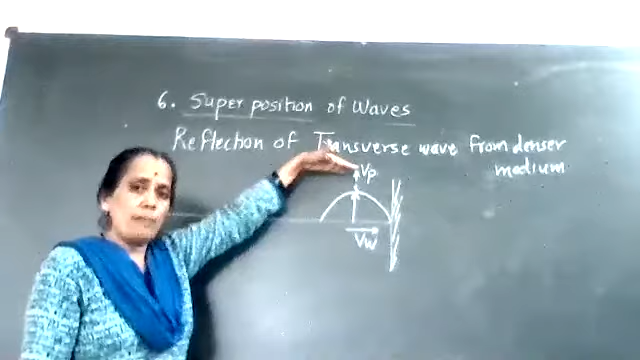 6. Super position of Waves
Reflection of Transverse wave from denser
medium
Vp
Vw